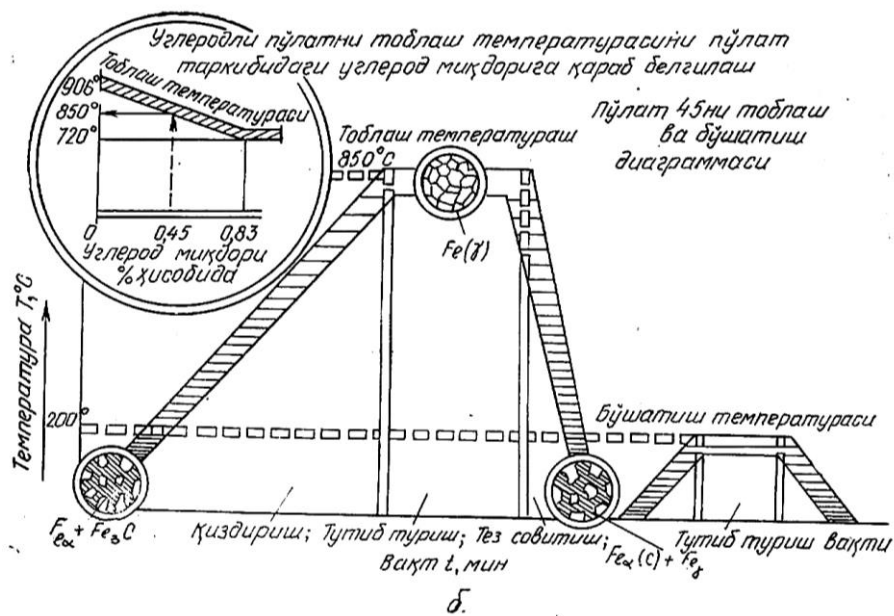 Углеродли пўлатни тоблаш температурасини пўлат
таркибидаги углерод миқдорига қараб белгилаш
Тоблаш температураси
906°
850°
720°
0 0,45 0,83
Углерод миқдори
% ҳисобида
Пўлат 45ни тоблаш
ва бўшатиш
диаграммаси
Тоблаш температураш
850°С
Fe(γ)
Температура Т,°С
200°
Бўшатиш температураси
Feα + Fe₃C
Қиздириш; Тутиб туриш; Тез совитиш;
Вақт t, мин
Feα(C) + Feγ
Тутиб туриш вақти
б.